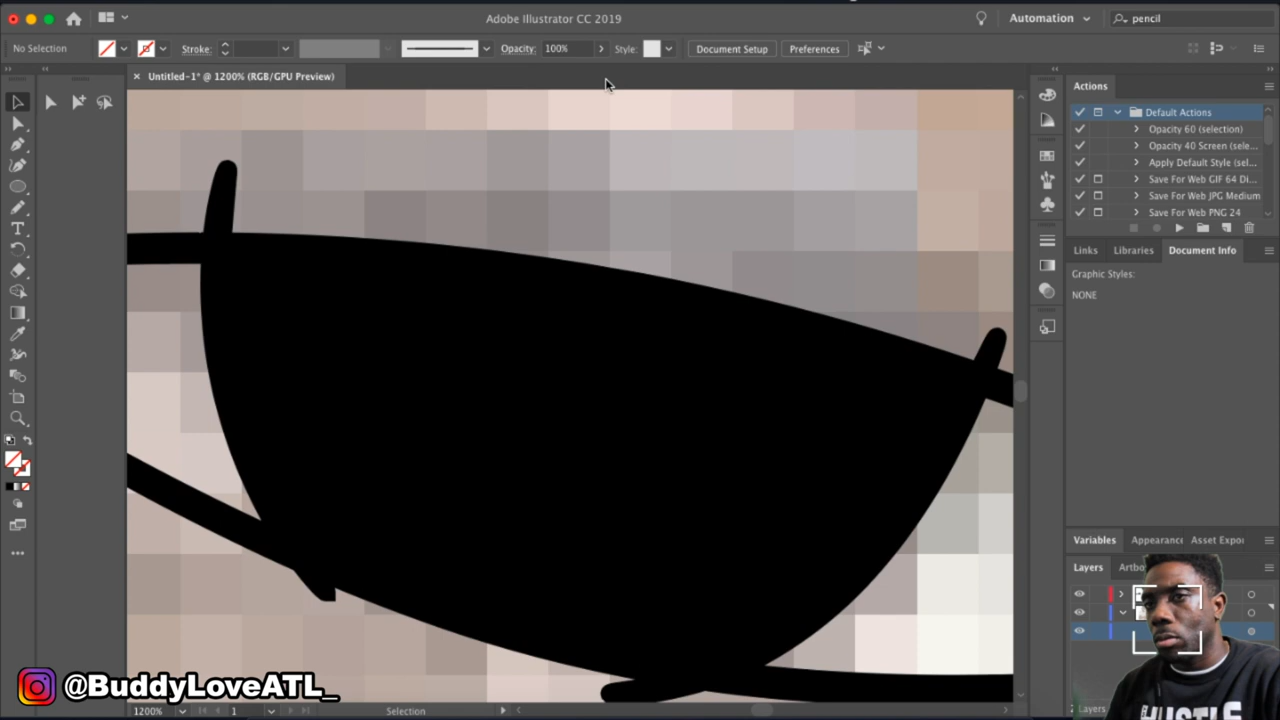 Adobe Illustrator CC 2019
Automation
pencil
No Selection
Stroke:
Opacity:
100%
Style:
Document Setup
Preferences
× Untitled-1* @ 1200% (RGB/GPU Preview)
Actions
Default Actions
Opacity 60 (selection)
Opacity 40 Screen (sele...
Apply Default Style (sel...
Save For Web GIF 64 Di...
Save For Web JPG Medium
Save For Web PNG 24
Links
Libraries
Document Info
Graphic Styles:
NONE
Variables
Appearanc
Asset Expo
Layers
Artbo
Layers
@BuddyLoveATL_
HUSTLE
1200%
1
Selection